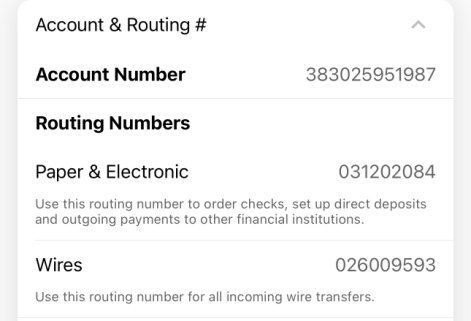 Account & Routing #
Account Number 383025951987
Routing Numbers
Paper & Electronic 031202084
Use this routing number to order checks, set up direct deposits
and outgoing payments to other financial institutions.
Wires 026009593
Use this routing number for all incoming wire transfers.